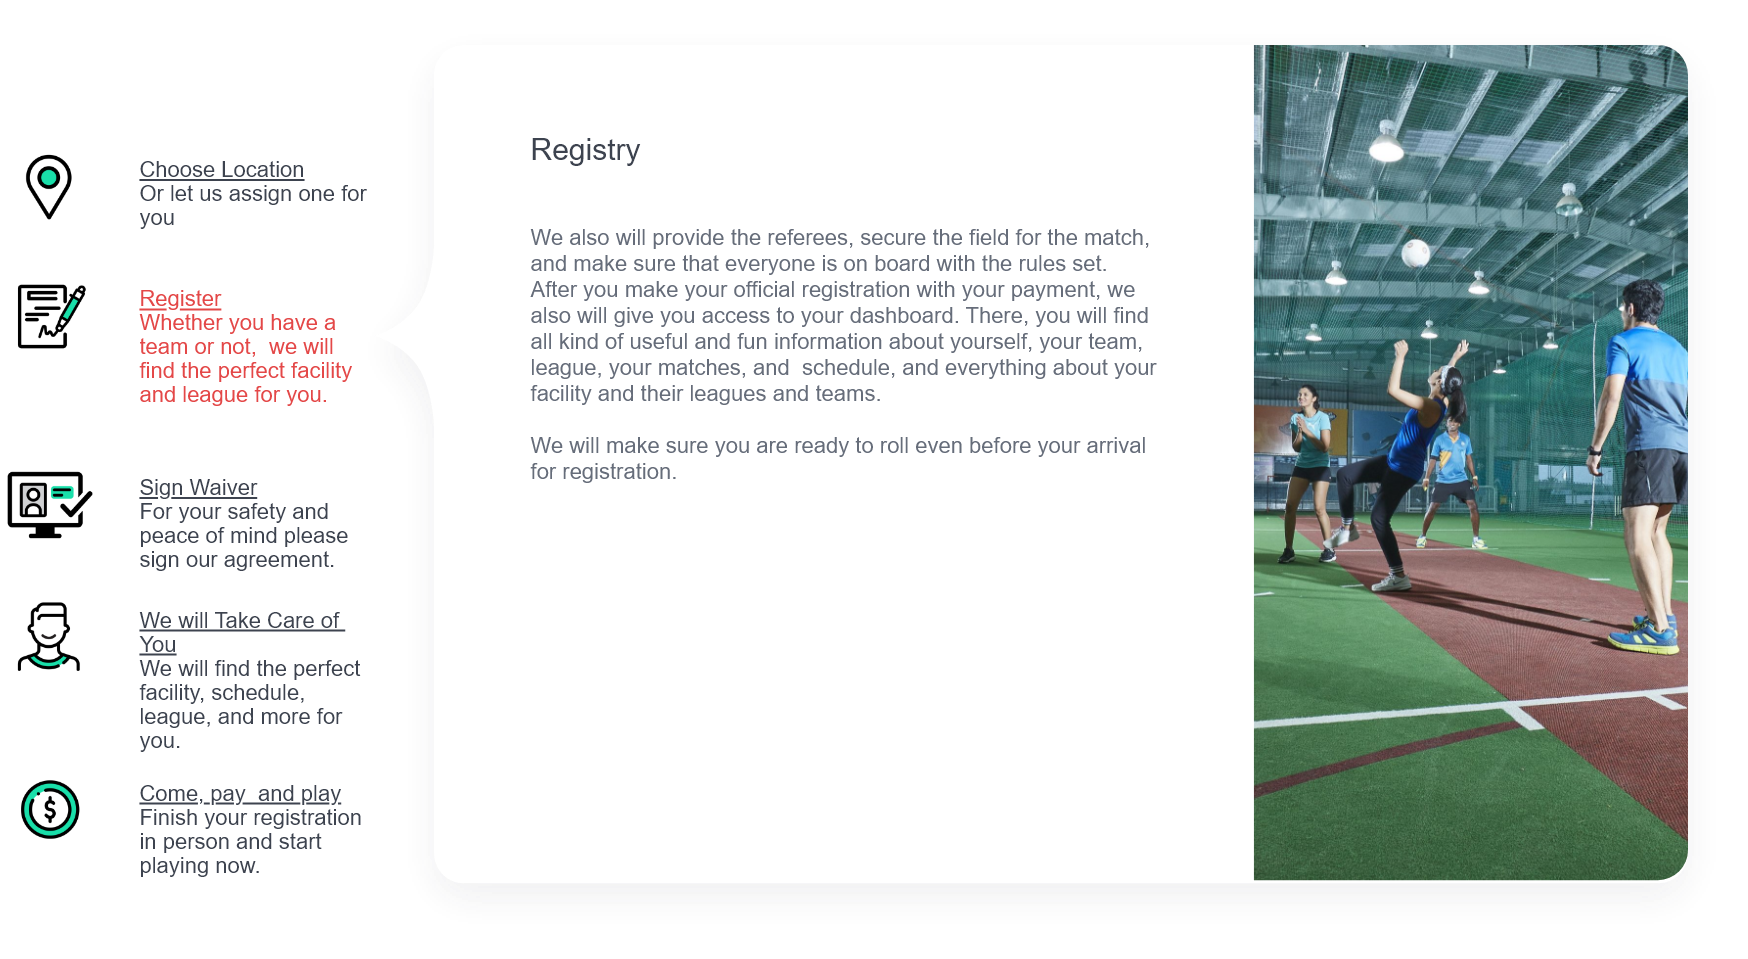 Choose Location
Or let us assign one for
you
Register
Whether you have a
team or not,  we will
find the perfect facility
and league for you.
Sign Waiver
For your safety and
peace of mind please
sign our agreement.
We will Take Care of
You
We will find the perfect
facility, schedule,
league, and more for
you.
$
Come, pay  and play
Finish your registration
in person and start
playing now.
Registry
We also will provide the referees, secure the field for the match,
and make sure that everyone is on board with the rules set.
After you make your official registration with your payment, we
also will give you access to your dashboard. There, you will find
all kind of useful and fun information about yourself, your team,
league, your matches, and  schedule, and everything about your
facility and their leagues and teams.
We will make sure you are ready to roll even before your arrival
for registration.